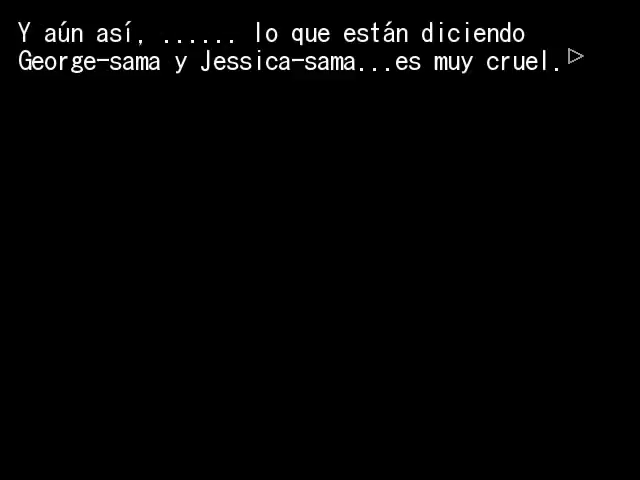 Y aún así, ...... lo que están diciendo
George-sama y Jessica-sama...es muy cruel.